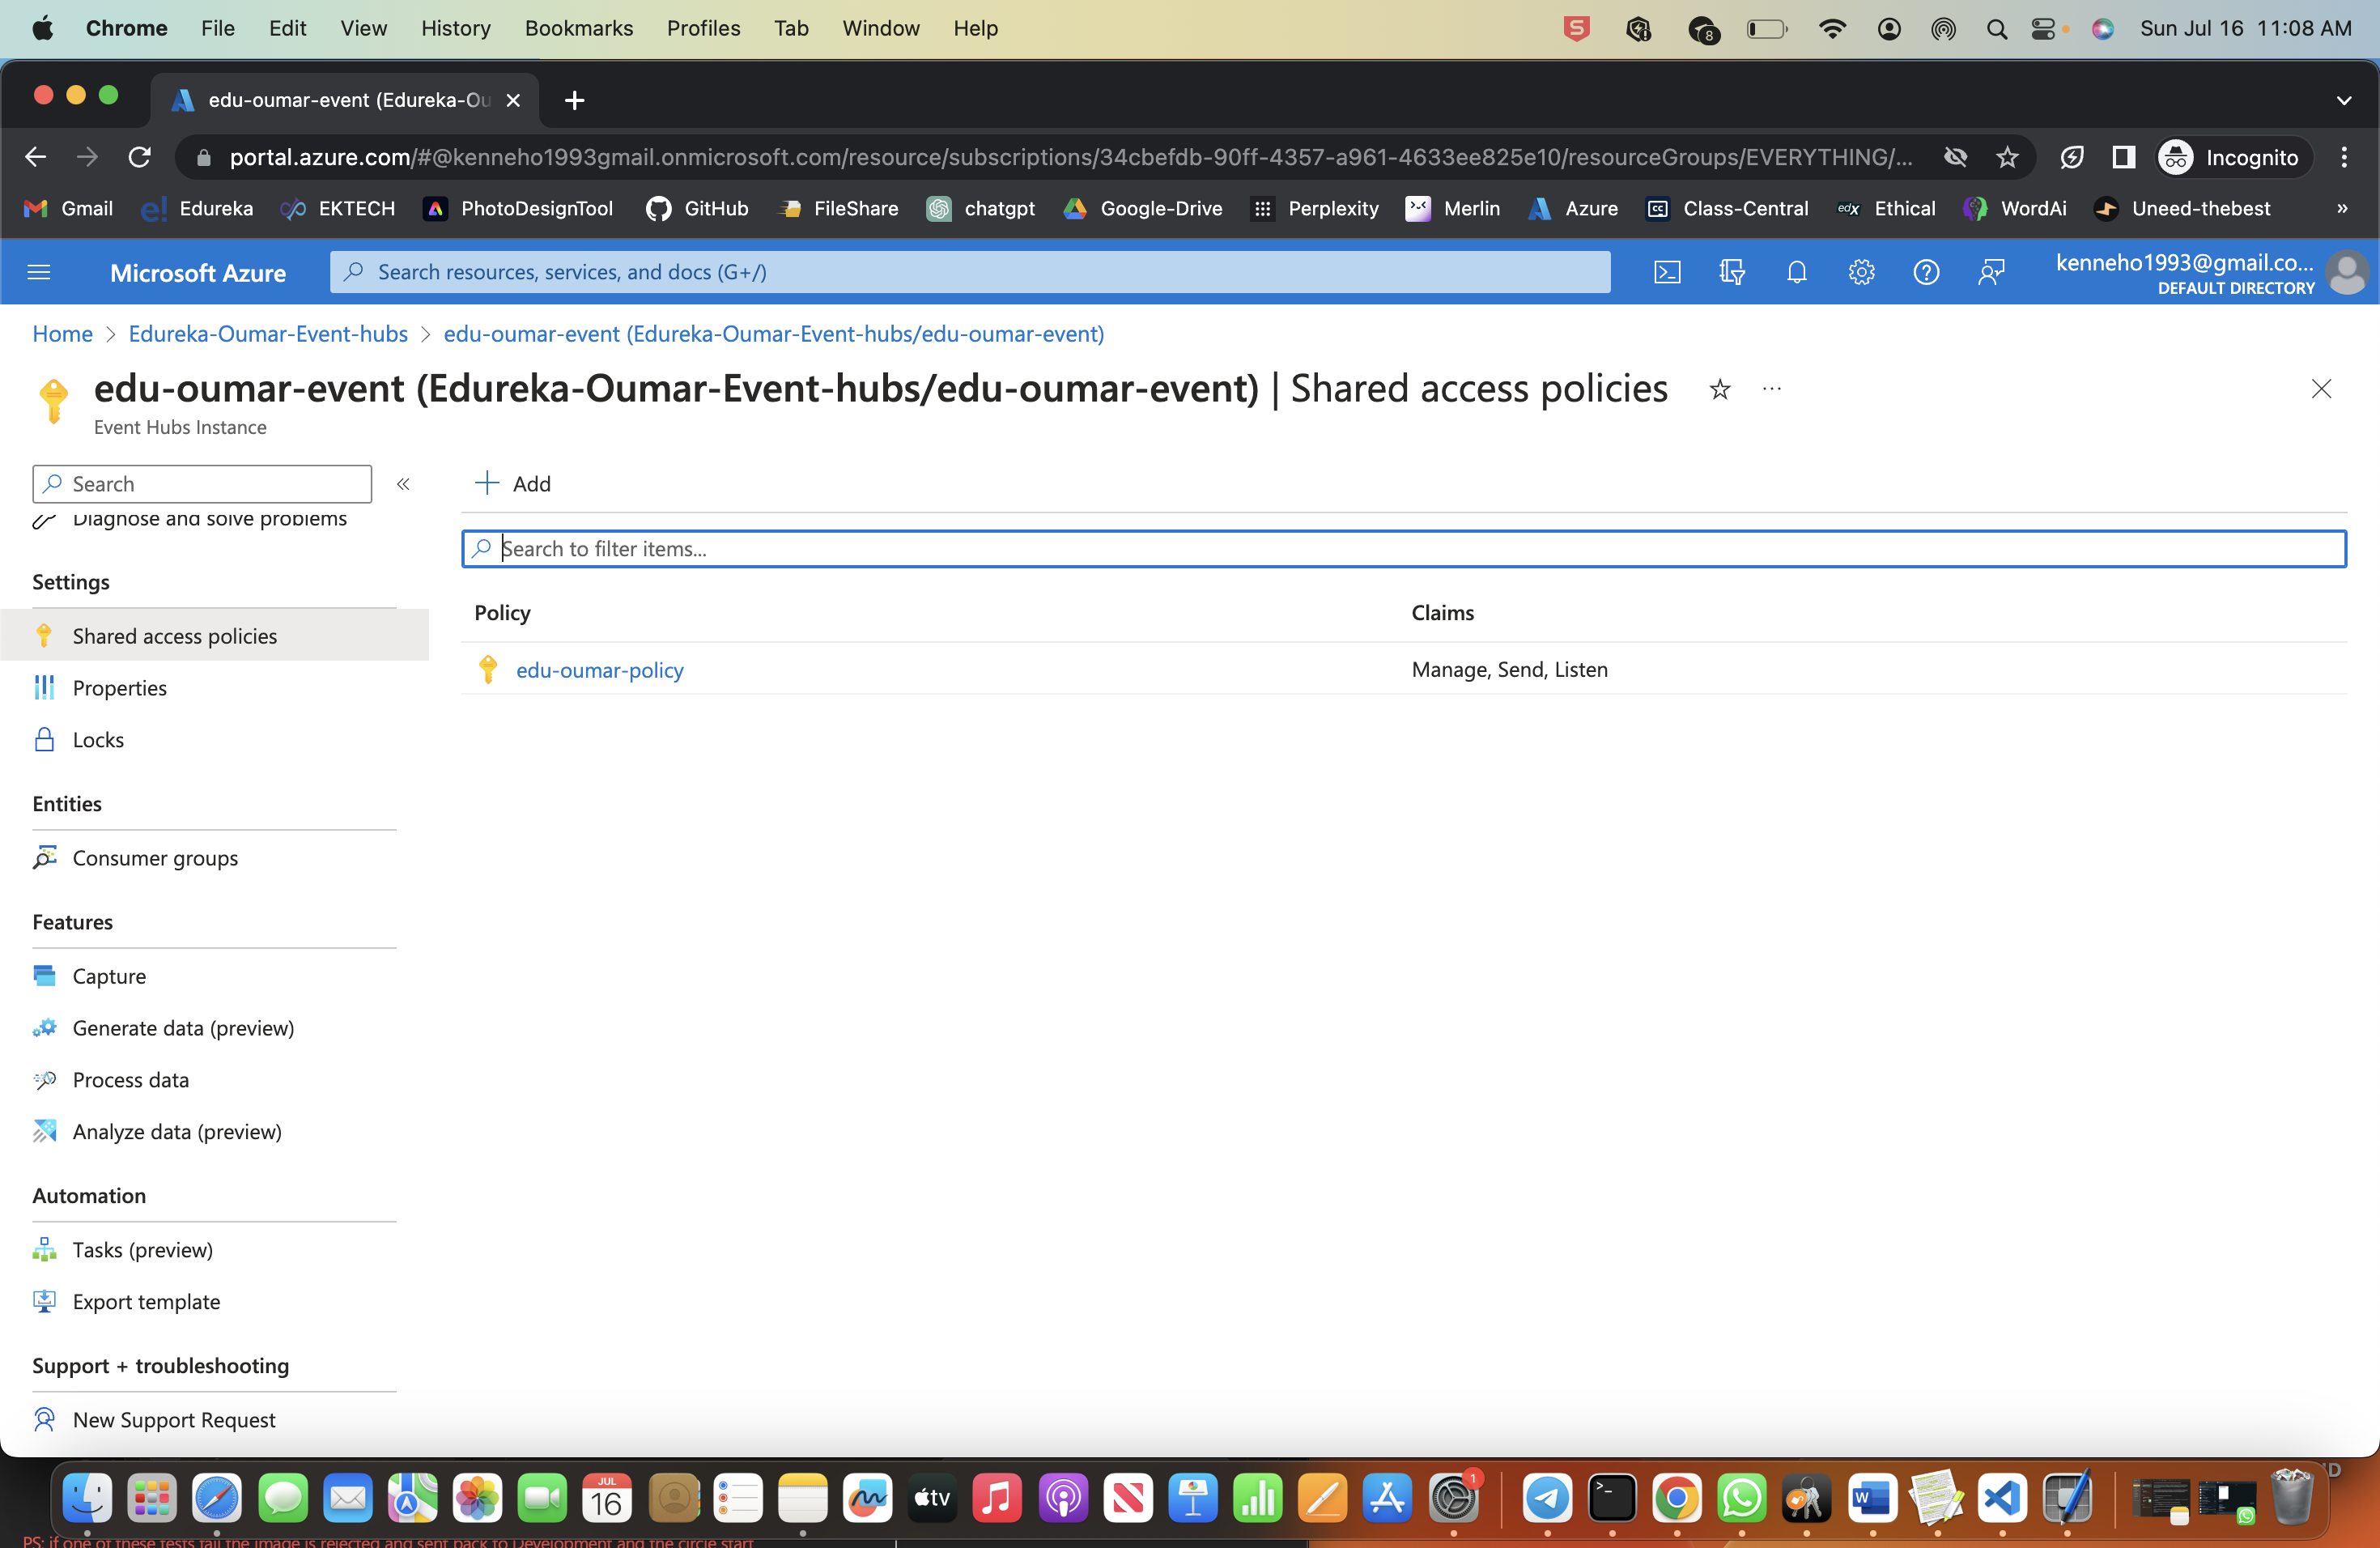 Chrome File Edit View History Bookmarks Profiles Tab Window Help 8 Sun Jul 16 11:08 AM
edu-oumar-event (Edureka-Ou
portal.azure.com/#@kenneho1993gmail.onmicrosoft.com/resource/subscriptions/34cbefdb-90ff-4357-a961-4633ee825e10/resourceGroups/EVERYTHING/... Incognito
Gmail Edureka EKTECH PhotoDesignTool GitHub FileShare chatgpt Google-Drive Perplexity Merlin Azure Class-Central Ethical WordAi Uneed-thebest »
Microsoft Azure Search resources, services, and docs (G+/) kenneho1993@gmail.co...
DEFAULT DIRECTORY
Home > Edureka-Oumar-Event-hubs > edu-oumar-event (Edureka-Oumar-Event-hubs/edu-oumar-event)
edu-oumar-event (Edureka-Oumar-Event-hubs/edu-oumar-event) | Shared access policies ...
Event Hubs Instance
Search «
Diagnose and solve problems
Settings
Shared access policies
Properties
Locks
Entities
Consumer groups
Features
Capture
Generate data (preview)
Process data
Analyze data (preview)
Automation
Tasks (preview)
Export template
Support + troubleshooting
New Support Request
+ Add
Search to filter items...
Policy Claims
edu-oumar-policy Manage, Send, Listen
JUL
16
tv
1
W
PS: if one of these tests fail the image is rejected and sent back to Development and the circle start